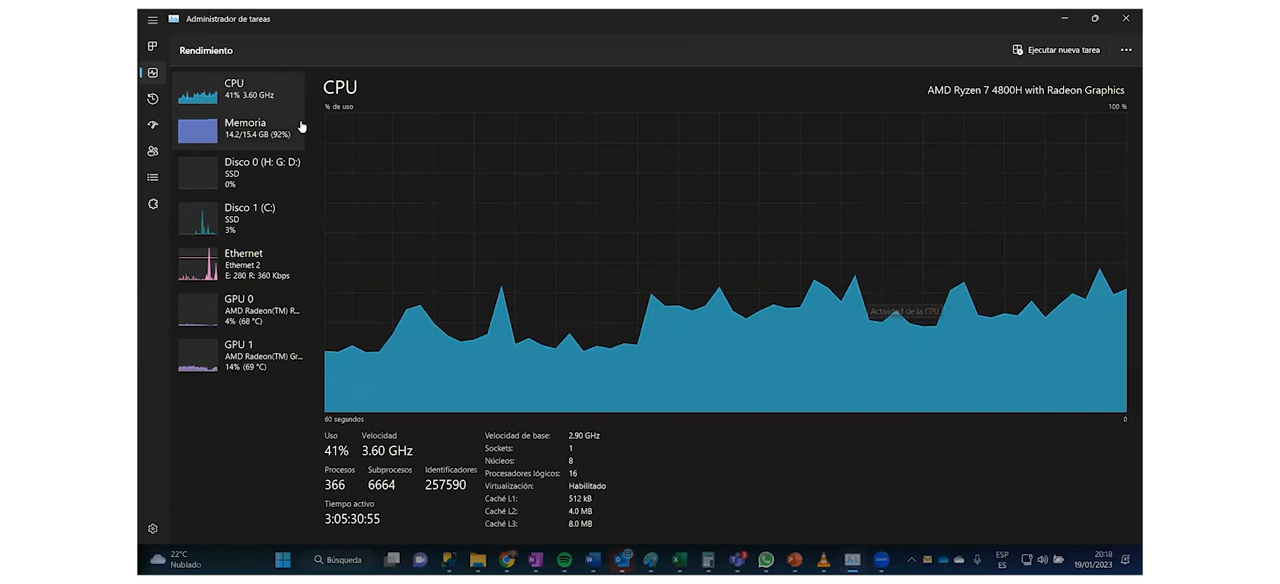 Administrador de tareas
Rendimiento
Ejecutar nueva tarea
CPU
41% 3.60 GHz
Memoria
14.2/15.4 GB (92%)
Disco 0 (H: G: D:)
SSD
0%
Disco 1 (C:)
SSD
3%
Ethernet
Ethernet 2
E: 280 R: 360 Kbps
GPU 0
AMD Radeon(TM) R...
4% (68 °C)
GPU 1
AMD Radeon(TM) Gr...
14% (69 °C)
CPU
AMD Ryzen 7 4800H with Radeon Graphics
% de uso
100 %
Actividad de la CPU
60 segundos
0
Uso
Velocidad
41%
3.60 GHz
Procesos
Subprocesos
Identificadores
366
6664
257590
Tiempo activo
3:05:30:55
Velocidad de base: 2.90 GHz
Sockets: 1
Núcleos: 8
Procesadores lógicos: 16
Virtualización: Habilitado
Caché L1: 512 kB
Caché L2: 4.0 MB
Caché L3: 8.0 MB
22°C
Nublado
Búsqueda
ESP
ES
20:18
19/01/2023